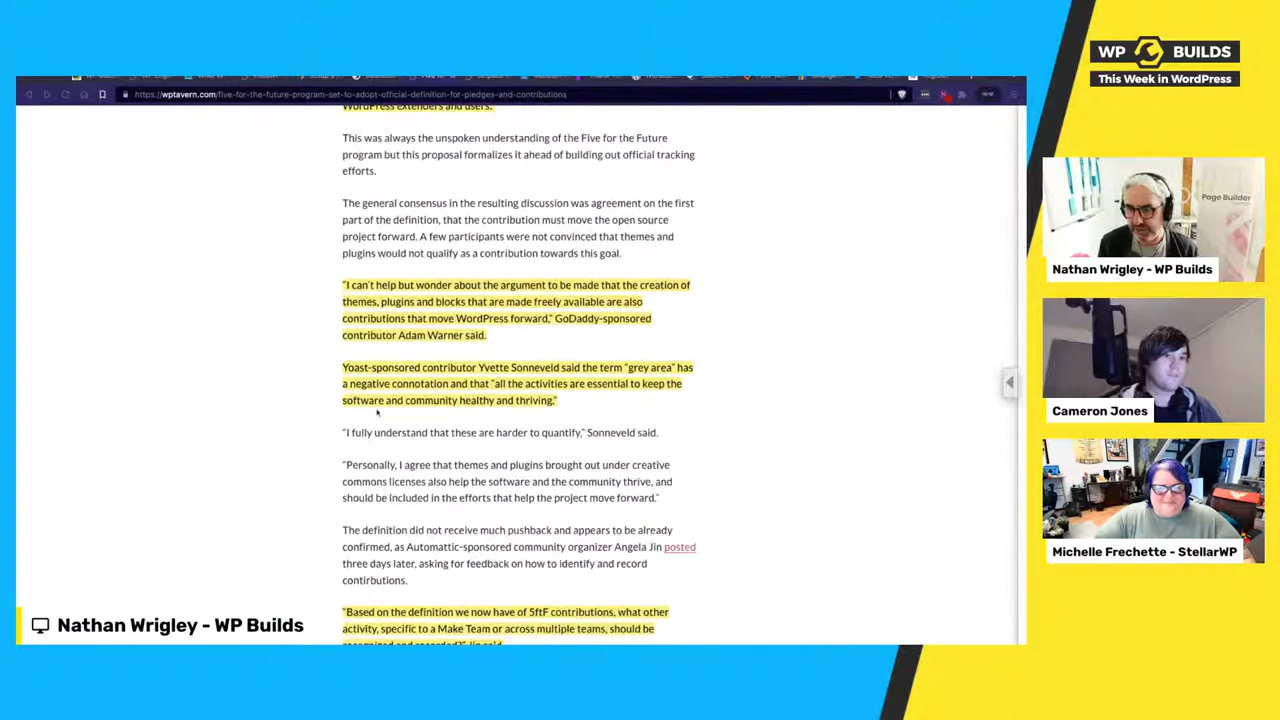 WP BUILDS
This Week in WordPress
https://wptavern.com/five-for-the-future-program-set-to-adopt-official-definition-for-pledges-and-contributions
WordPress extenders and users.
This was always the unspoken understanding of the Five for the Future
program but this proposal formalizes it ahead of building out official tracking
efforts.
The general consensus in the resulting discussion was agreement on the first
part of the definition, that the contribution must move the open source
project forward. A few participants were not convinced that themes and
plugins would not qualify as a contribution towards this goal.
"I can't help but wonder about the argument to be made that the creation of
themes, plugins and blocks that are made freely available are also
contributions that move WordPress forward," GoDaddy-sponsored
contributor Adam Warner said.
Yoast-sponsored contributor Yvette Sonneveld said the term "grey area" has
a negative connotation and that "all the activities are essential to keep the
software and community healthy and thriving."
"I fully understand that these are harder to quantify," Sonneveld said.
"Personally, I agree that themes and plugins brought out under creative
commons licenses also help the software and the community thrive, and
should be included in the efforts that help the project move forward."
The definition did not receive much pushback and appears to be already
confirmed, as Automattic-sponsored community organizer Angela Jin posted
three days later, asking for feedback on how to identify and record
contirbutions.
"Based on the definition we now have of 5ftF contributions, what other
activity, specific to a Make Team or across multiple teams, should be
Nathan Wrigley - WP Builds
Page Builder
Nathan Wrigley - WP Builds
Cameron Jones
Michelle Frechette - StellarWP